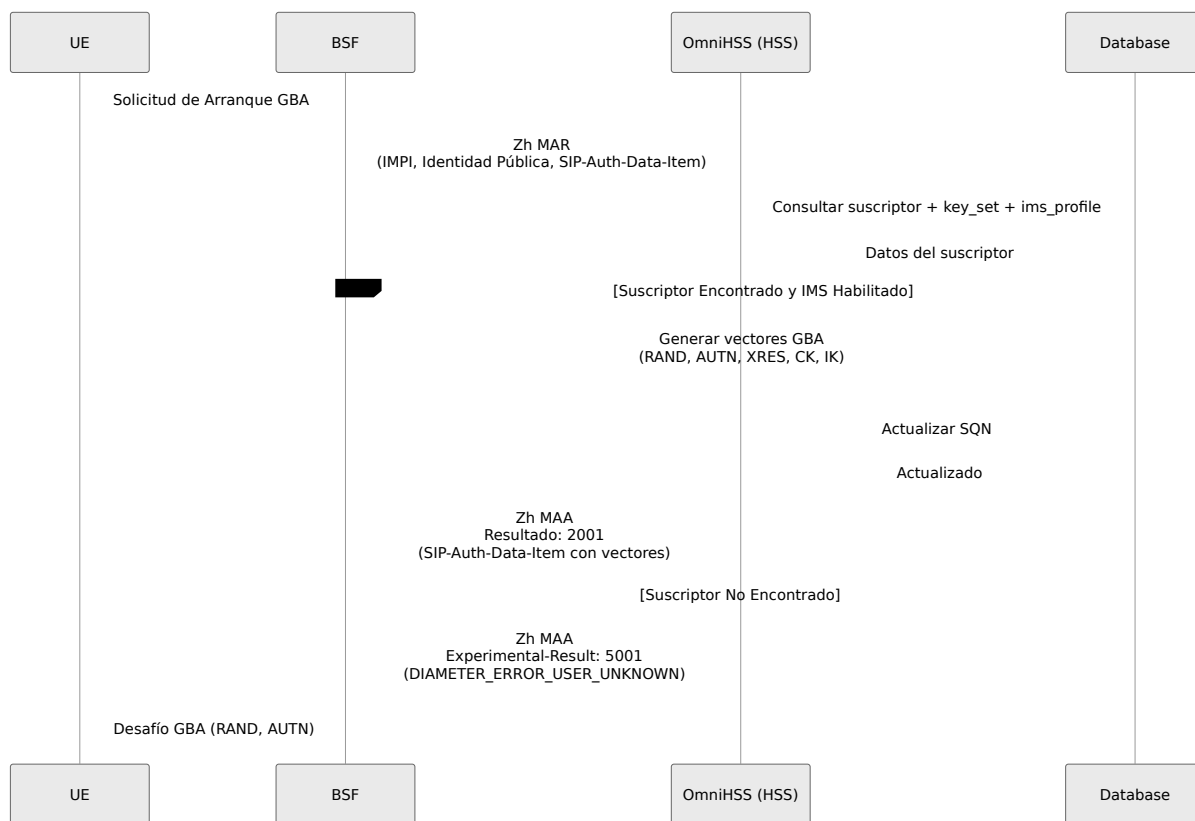 UE
BSF
OmniHSS (HSS)
Database
Solicitud de Arranque GBA
Zh MAR
(IMPI, Identidad Pública, SIP-Auth-Data-Item)
Consultar suscriptor + key_set + ims_profile
Datos del suscriptor
[Suscriptor Encontrado y IMS Habilitado]
Generar vectores GBA
(RAND, AUTN, XRES, CK, IK)
Actualizar SQN
Actualizado
Zh MAA
Resultado: 2001
(SIP-Auth-Data-Item con vectores)
[Suscriptor No Encontrado]
Zh MAA
Experimental-Result: 5001
(DIAMETER_ERROR_USER_UNKNOWN)
Desafío GBA (RAND, AUTN)
UE
BSF
OmniHSS (HSS)
Database